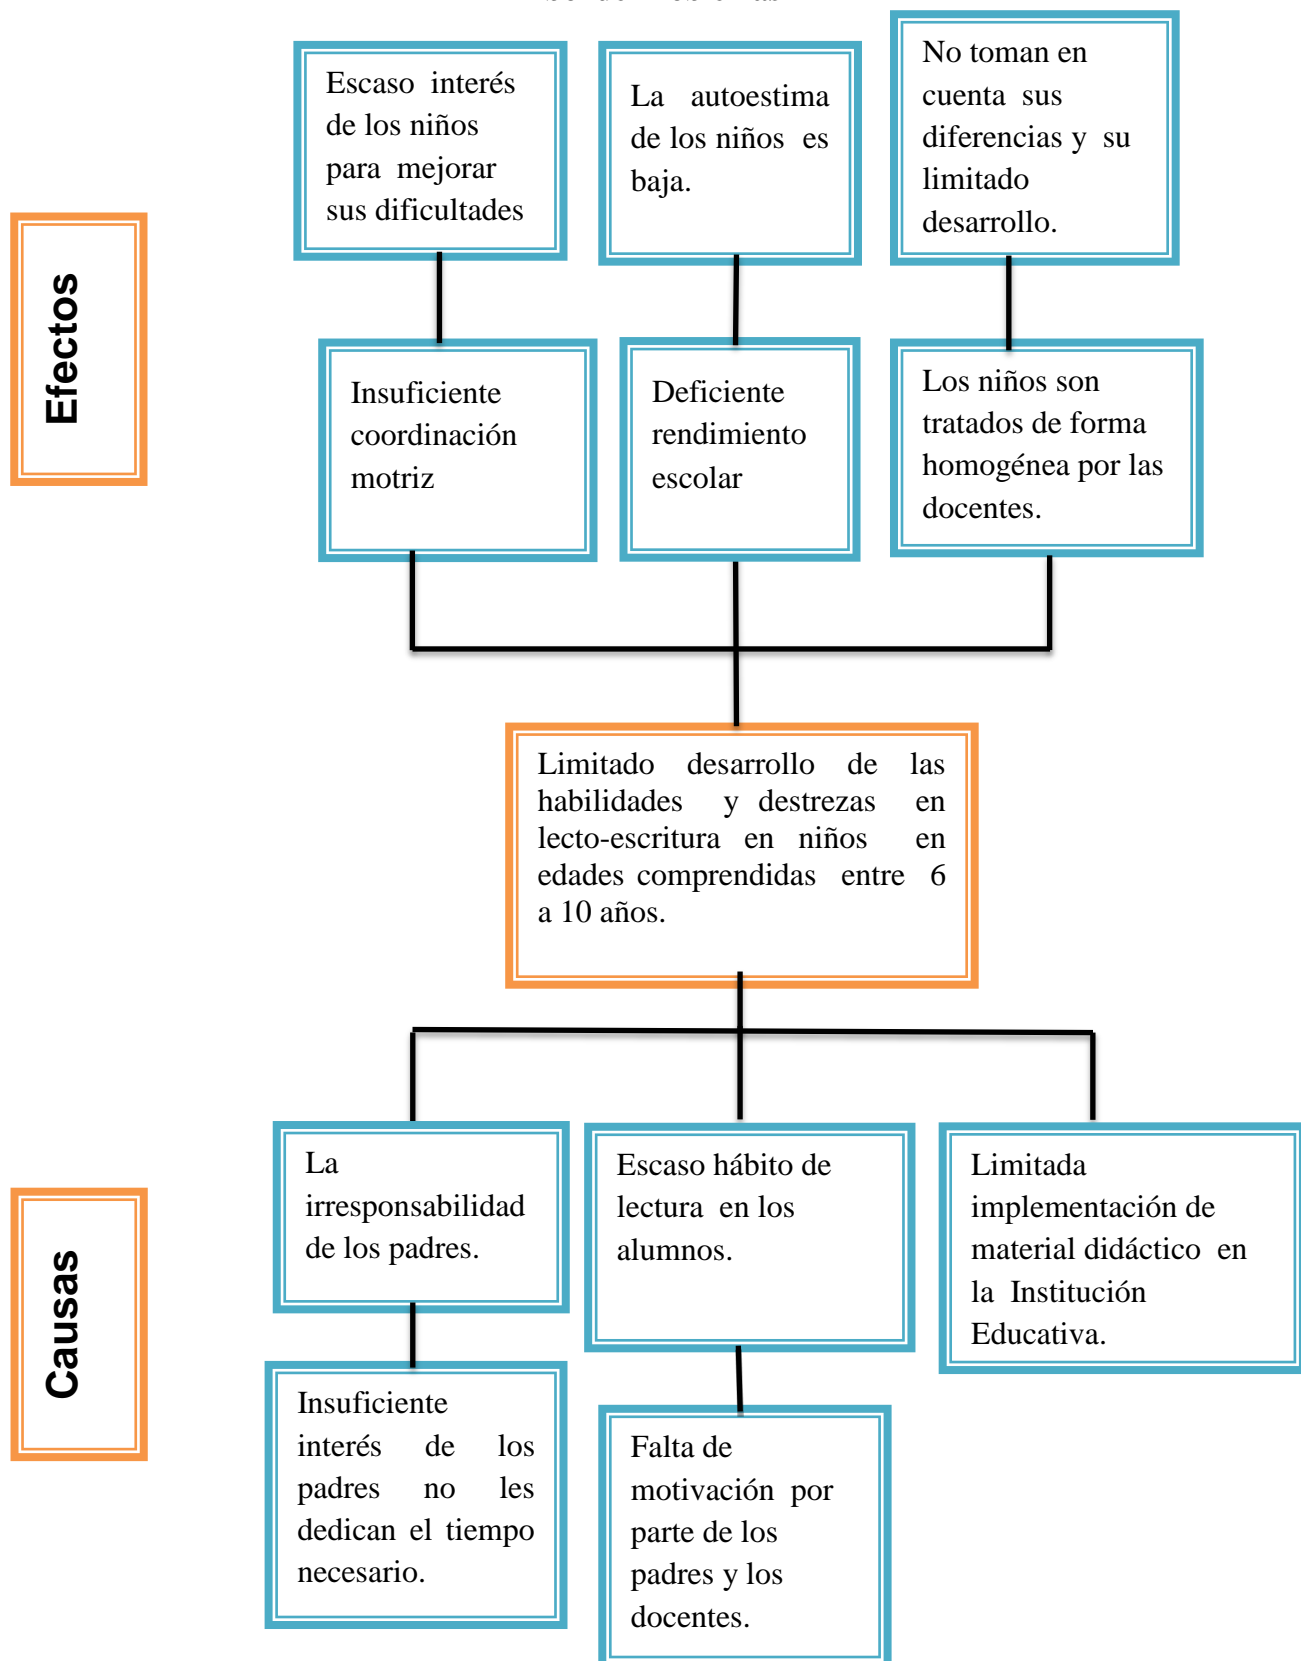 Escaso interés
de los niños
para mejorar
sus dificultades
La autoestima
de los niños es
baja.
No toman en
cuenta sus
diferencias y su
limitado
desarrollo.
Efectos
Insuficiente
coordinación
motriz
Deficiente
rendimiento
escolar
Los niños son
tratados de forma
homogénea por las
docentes.
Limitado desarrollo de las
habilidades y destrezas en
lecto-escritura en niños en
edades comprendidas entre 6
a 10 años.
Causas
La
irresponsabilidad
de los padres.
Escaso hábito de
lectura en los
alumnos.
Limitada
implementación de
material didáctico en
la Institución
Educativa.
Insuficiente
interés de los
padres no les
dedican el tiempo
necesario.
Falta de
motivación por
parte de los
padres y los
docentes.